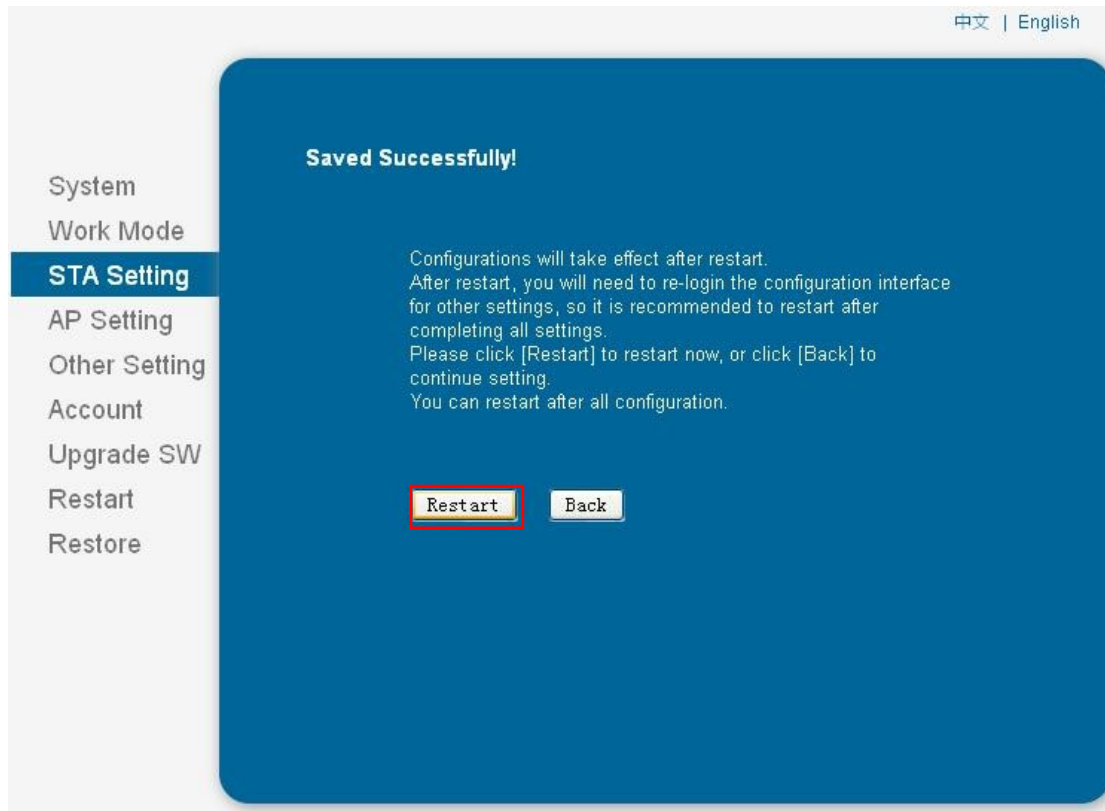 中文 | English
System
Work Mode
STA Setting
AP Setting
Other Setting
Account
Upgrade SW
Restart
Restore
Saved Successfully!
Configurations will take effect after restart.
After restart, you will need to re-login the configuration interface
for other settings, so it is recommended to restart after
completing all settings.
Please click [Restart] to restart now, or click [Back] to
continue setting.
You can restart after all configuration.
Restart Back